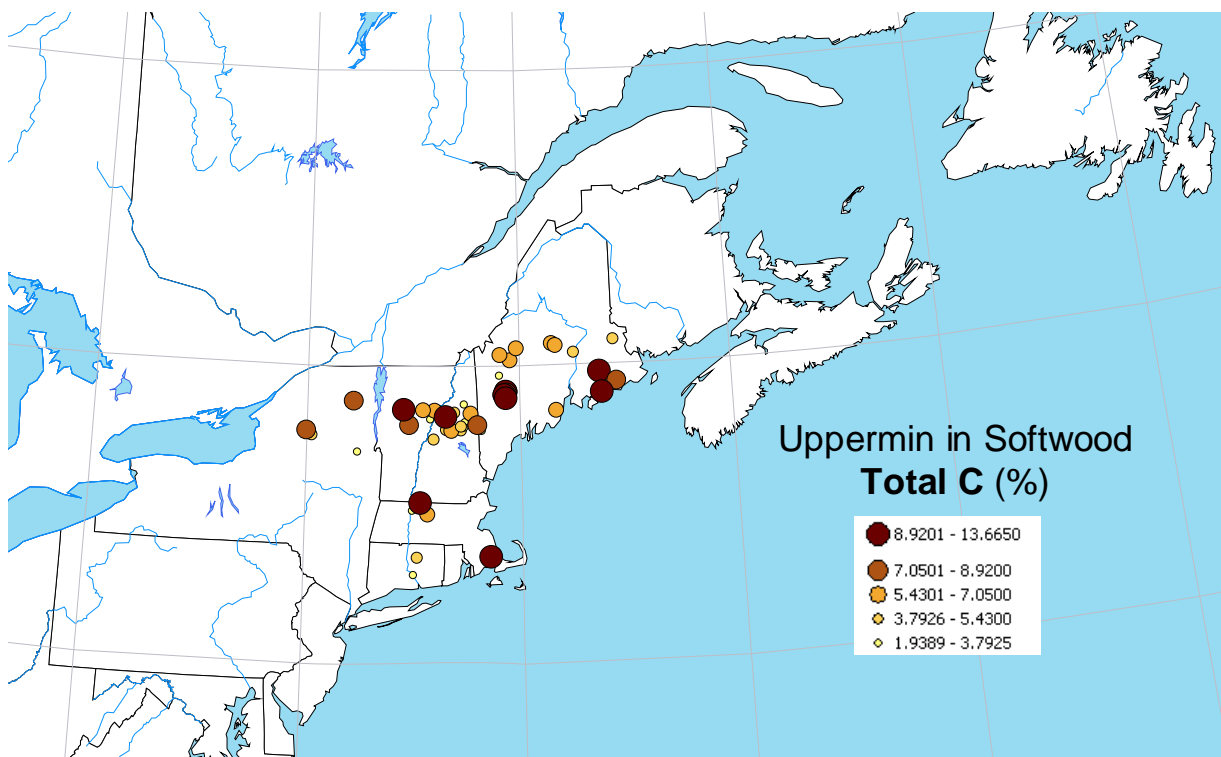 Uppermin in Softwood
Total C (%)
8.9201 - 13.6650
7.0501 - 8.9200
5.4301 - 7.0500
3.7926 - 5.4300
1.9389 - 3.7925